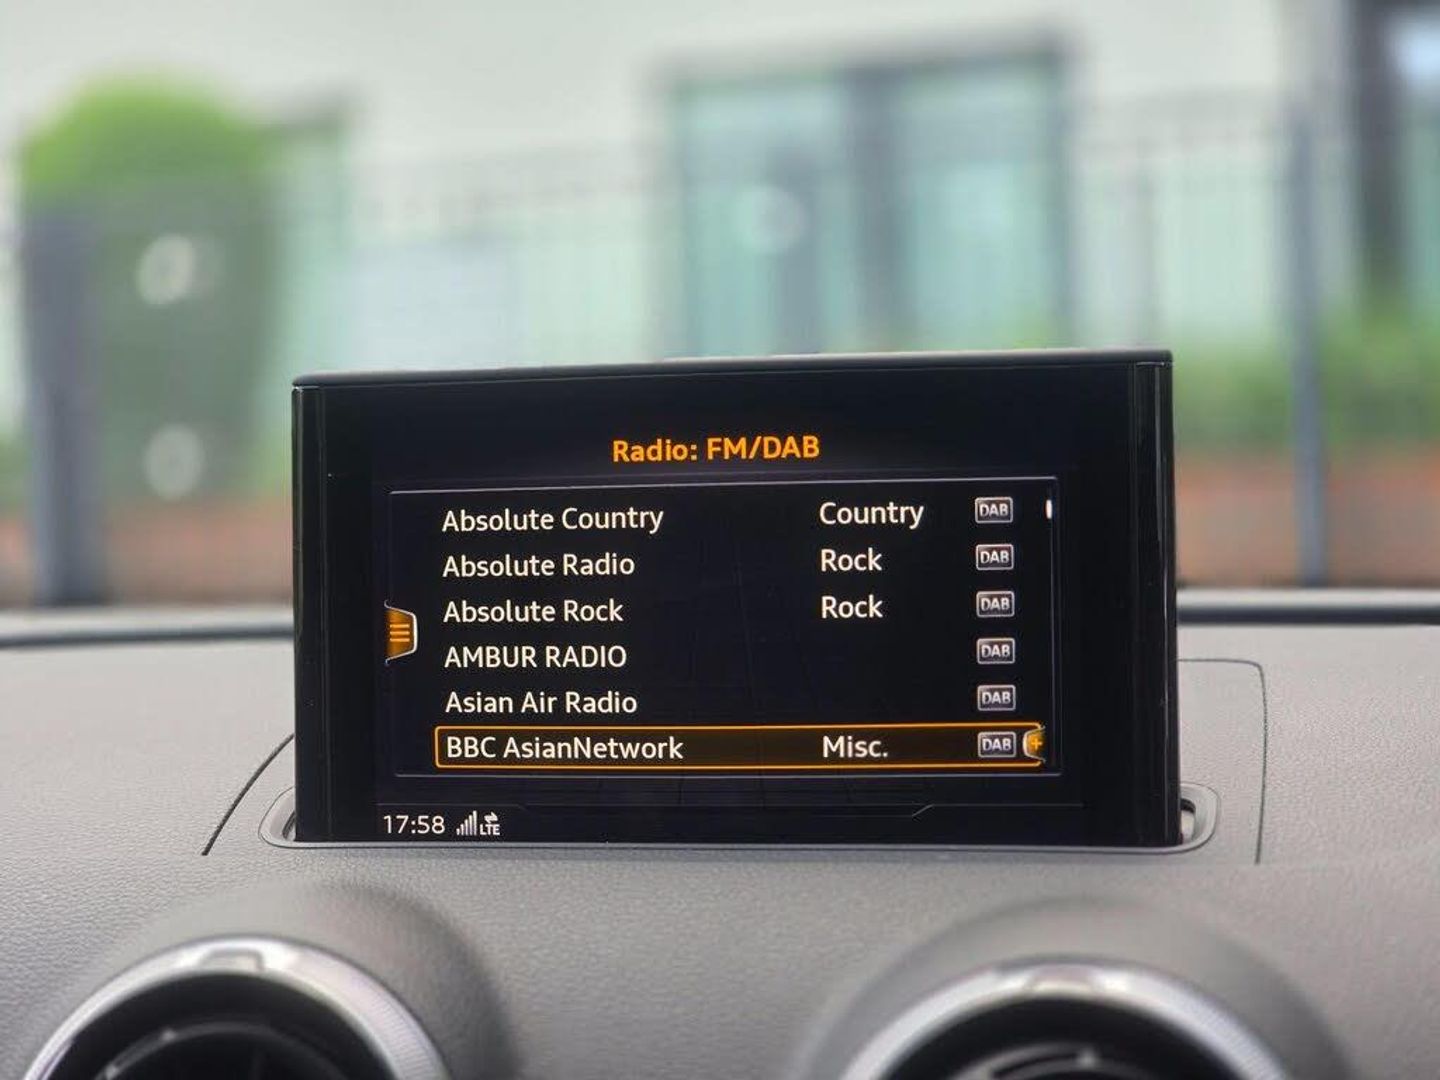 Radio: FM/DAB
Absolute Country Country DAB
Absolute Radio Rock DAB
Absolute Rock Rock DAB
AMBUR RADIO DAB
Asian Air Radio DAB
BBC AsianNetwork Misc. DAB +
17:58 LTE